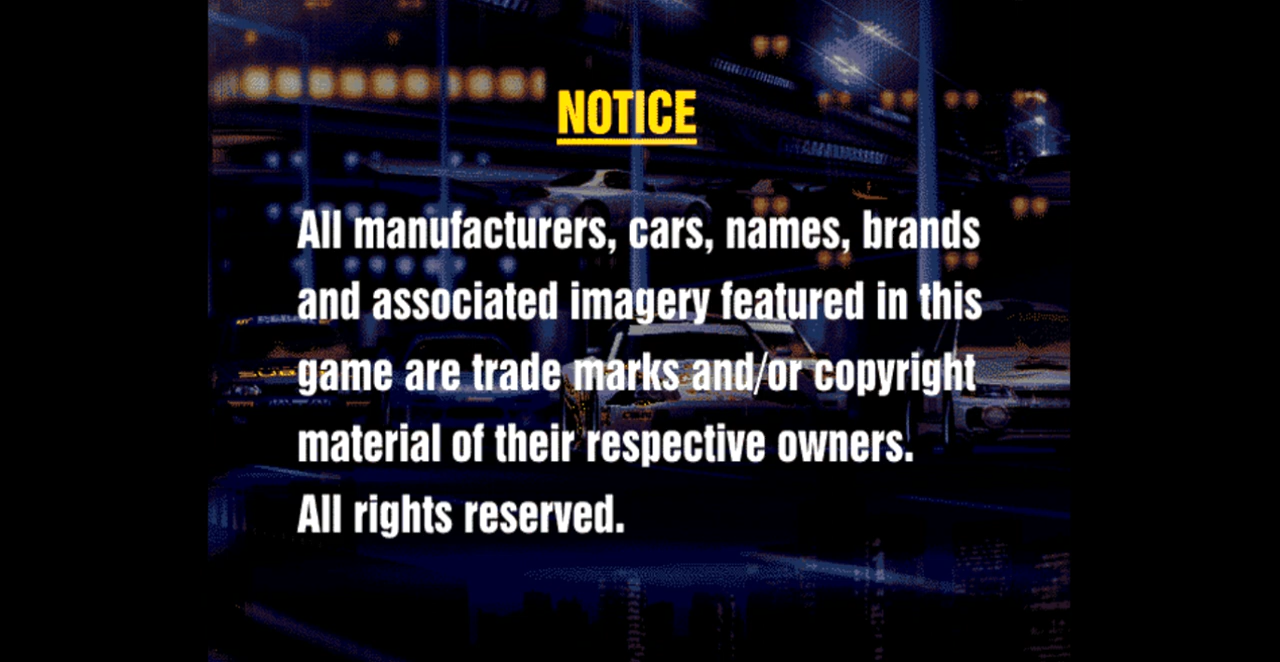 NOTICE
All manufacturers, cars, names, brands
and associated imagery featured in this
game are trade marks and/or copyright
material of their respective owners.
All rights reserved.